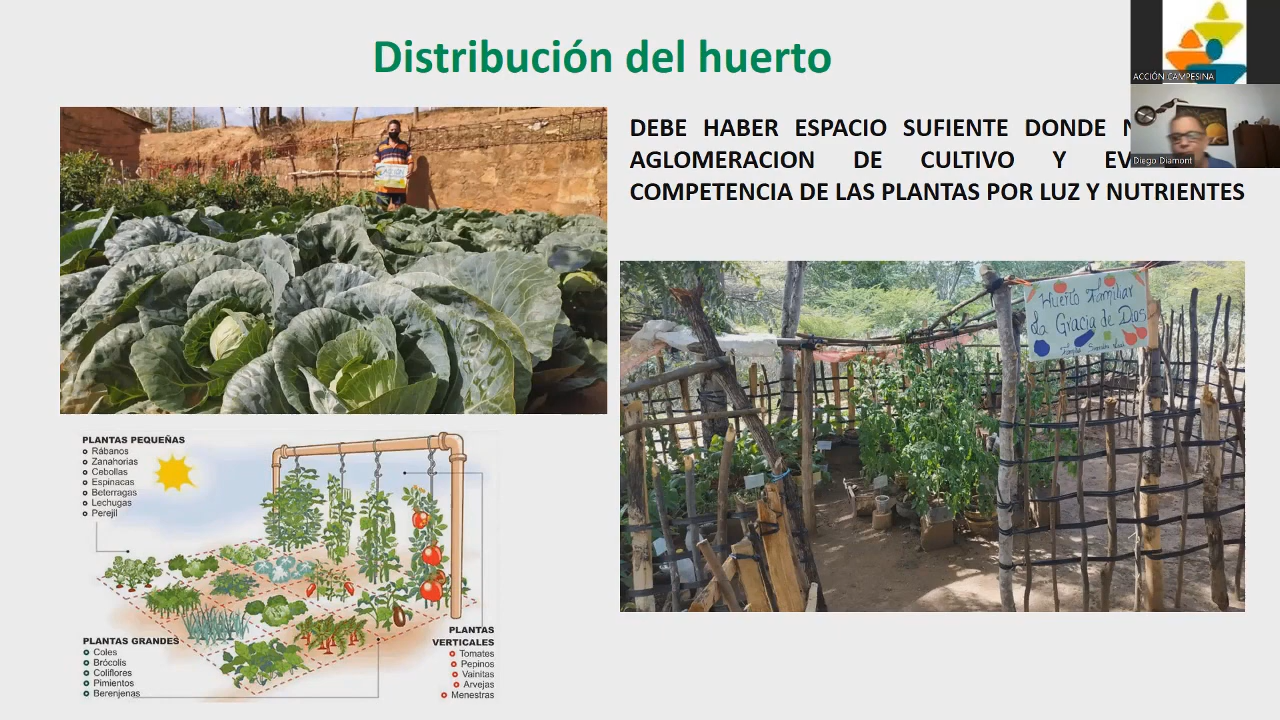 Distribución del huerto
ACCIÓN CAMPESINA
DEBE HABER ESPACIO SUFIENTE DONDE
AGLOMERACION DE CULTIVO Y
COMPETENCIA DE LAS PLANTAS POR LUZ Y NUTRIENTES
Diego Diamont
Huerto Familiar
La Gracia de Dios
PLANTAS PEQUEÑAS
Rábanos
Zanahorias
Cebollas
Espinacas
Beterragas
Lechugas
Perejil
PLANTAS GRANDES
Coles
Brócolis
Coliflores
Pimientos
Berenjenas
PLANTAS
VERTICALES
Tomates
Pepinos
Vainitas
Arvejas
Menestras